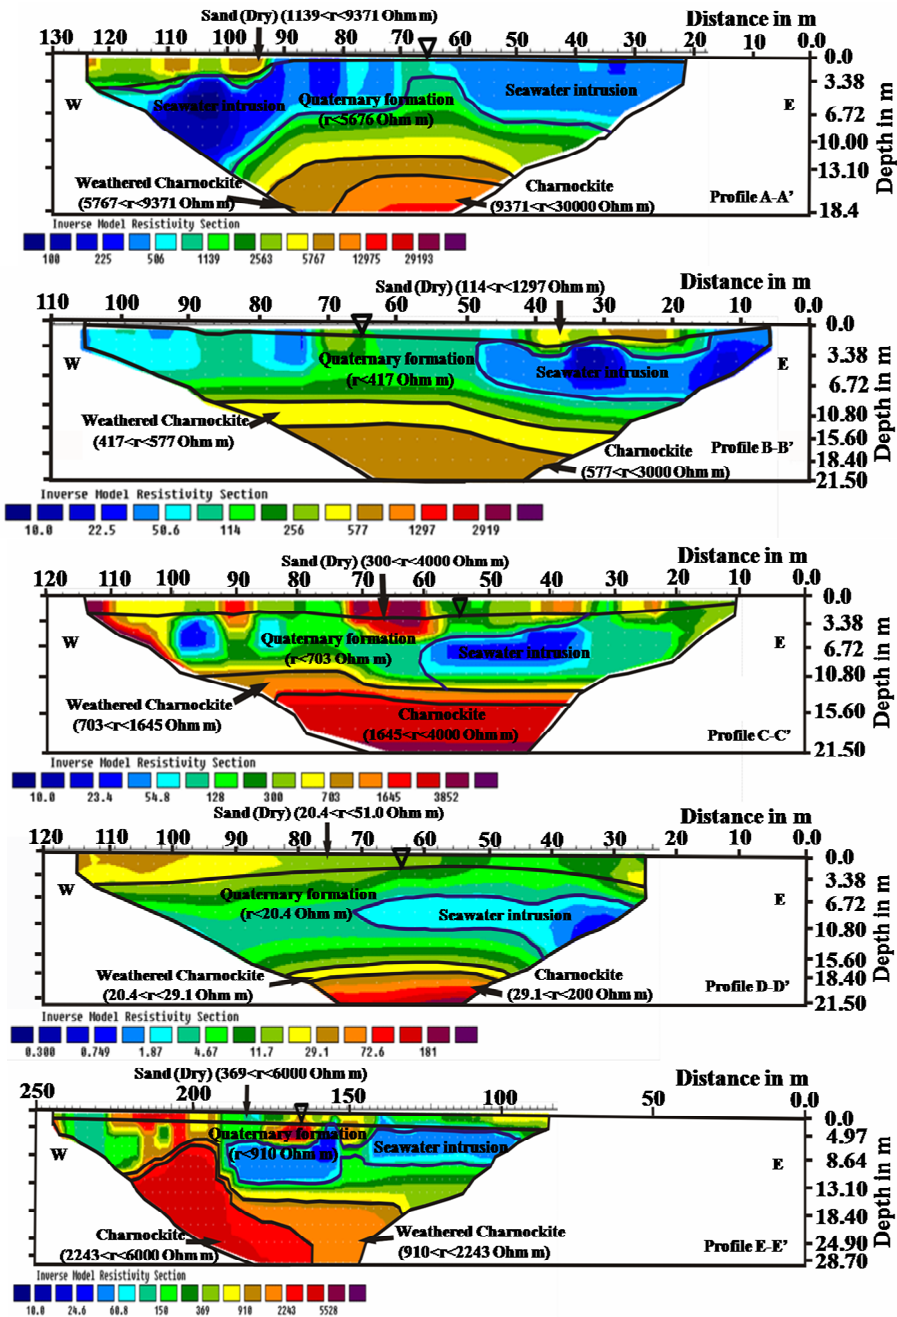 Sand (Dry) (1139<r<9371 Ohm m)
Distance in m
130 120 110 100 90 80 70 60 50 40 30 20 10 0.0
0.0
3.38
6.72
10.00
13.10
18.4
Depth in m
W
E
Seawater intrusion
Quaternary formation
(r<5676 Ohm m)
Seawater intrusion
Weathered Charnockite
(5767<r<9371 Ohm m)
Charnockite
(9371<r<30000 Ohm m)
Profile A-A'
Inverse Model Resistivity Section
100 225 506 1139 2563 5767 12975 29193
Sand (Dry) (114<r<1297 Ohm m)
Distance in m
110 100 90 80 70 60 50 40 30 20 10 0.0
0.0
3.38
6.72
10.80
15.60
18.40
21.50
Depth in m
W
E
Quaternary formation
(r<417 Ohm m)
Seawater intrusion
Weathered Charnockite
(417<r<577 Ohm m)
Charnockite
(577<r<3000 Ohm m)
Profile B-B'
Inverse Model Resistivity Section
10.0 22.5 50.6 114 256 577 1297 2919
Sand (Dry) (300<r<4000 Ohm m)
Distance in m
120 110 100 90 80 70 60 50 40 30 20 10 0.0
0.0
3.38
6.72
10.80
15.60
21.50
Depth in m
W
E
Quaternary formation
(r<703 Ohm m)
Seawater intrusion
Weathered Charnockite
(703<r<1645 Ohm m)
Charnockite
(1645<r<4000 Ohm m)
Profile C-C'
Inverse Model Resistivity Section
10.0 23.4 54.8 128 300 703 1645 3852
Sand (Dry) (20.4<r<51.0 Ohm m)
Distance in m
120 110 100 90 80 70 60 50 40 30 20 10 0.0
0.0
3.38
6.72
10.80
15.60
18.40
21.50
Depth in m
W
E
Quaternary formation
(r<20.4 Ohm m)
Seawater intrusion
Weathered Charnockite
(20.4<r<29.1 Ohm m)
Charnockite
(29.1<r<200 Ohm m)
Profile D-D'
Inverse Model Resistivity Section
0.300 0.749 1.87 4.67 11.7 29.1 72.6 181
Sand (Dry) (369<r<6000 Ohm m)
Distance in m
250 200 150 100 50 0.0
0.0
4.97
8.64
13.10
18.40
24.90
28.70
Depth in m
W
E
Quaternary formation
(r<910 Ohm m)
Seawater intrusion
Charnockite
(2243<r<6000 Ohm m)
Weathered Charnockite
(910<r<2243 Ohm m)
Profile E-E'
Inverse Model Resistivity Section
10.0 24.6 60.8 150 369 910 2243 5528